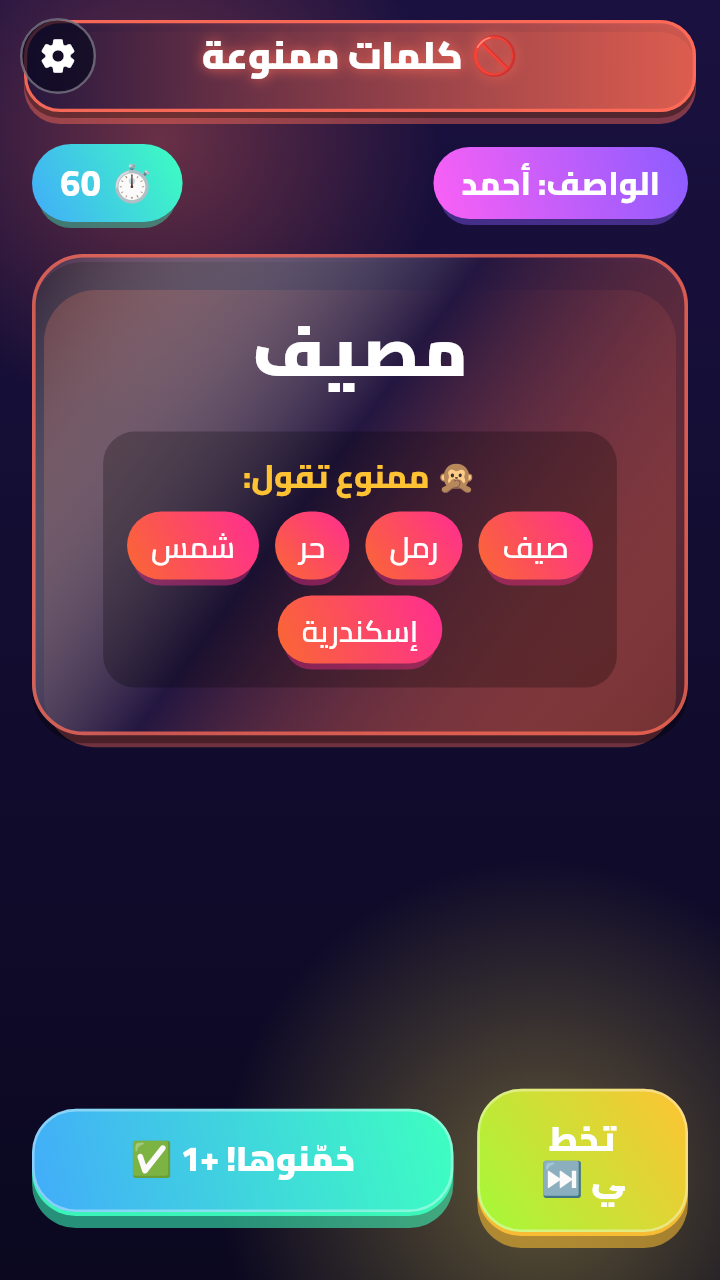 🚫 كلمات ممنوعة
الواصف: أحمد
⏱️ 60
مصيف
🙊 ممنوع تقول:
صيف رمل حر شمس
إسكندرية
تخط
ي ⏭️
خمّنوها! +1 ✅